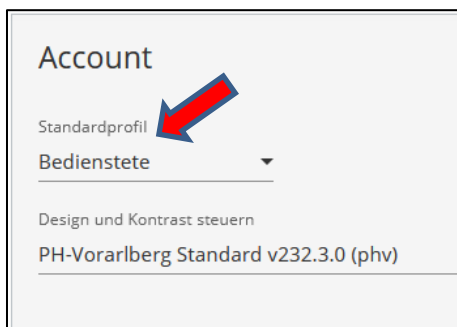 Account
Standardprofil
Bedienstete
Design und Kontrast steuern
PH-Vorarlberg Standard v232.3.0 (phv)